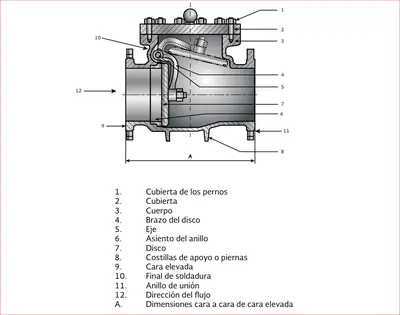 1
2
3
10
4
5
12
7
6
9
11
A
8
1. Cubierta de los pernos
2. Cubierta
3. Cuerpo
4. Brazo del disco
5. Eje
6. Asiento del anillo
7. Disco
8. Costillas de apoyo o piernas
9. Cara elevada
10. Final de soldadura
11. Anillo de unión
12. Dirección del flujo
A. Dimensiones cara a cara de cara elevada